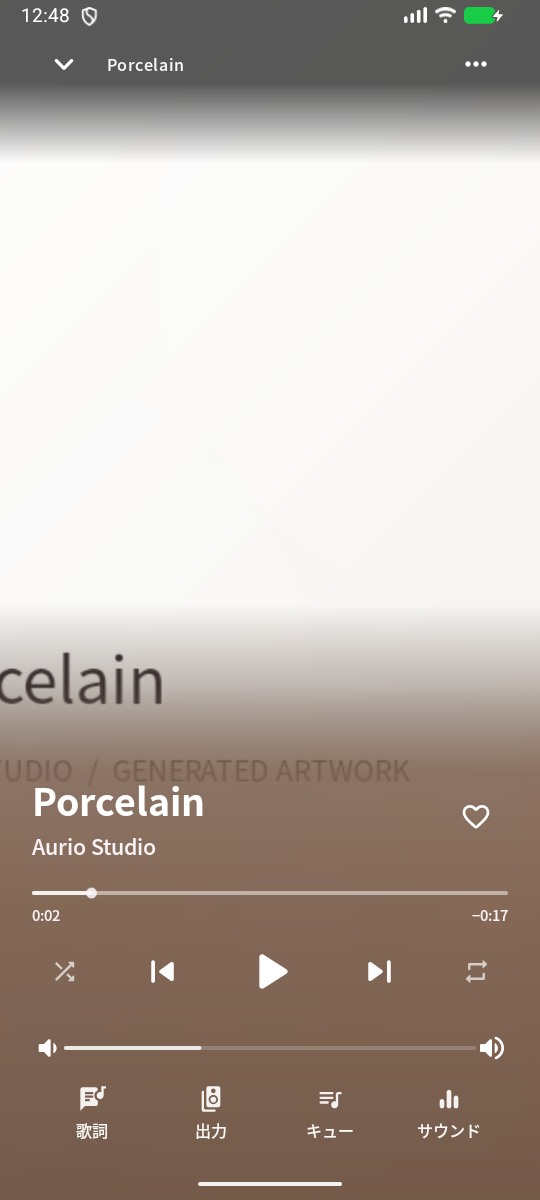 12:48
Porcelain
celain
TUDIO / GENERATED ARTWORK
Porcelain
Aurio Studio
0:02
−0:17
歌詞
出力
キュー
サウンド